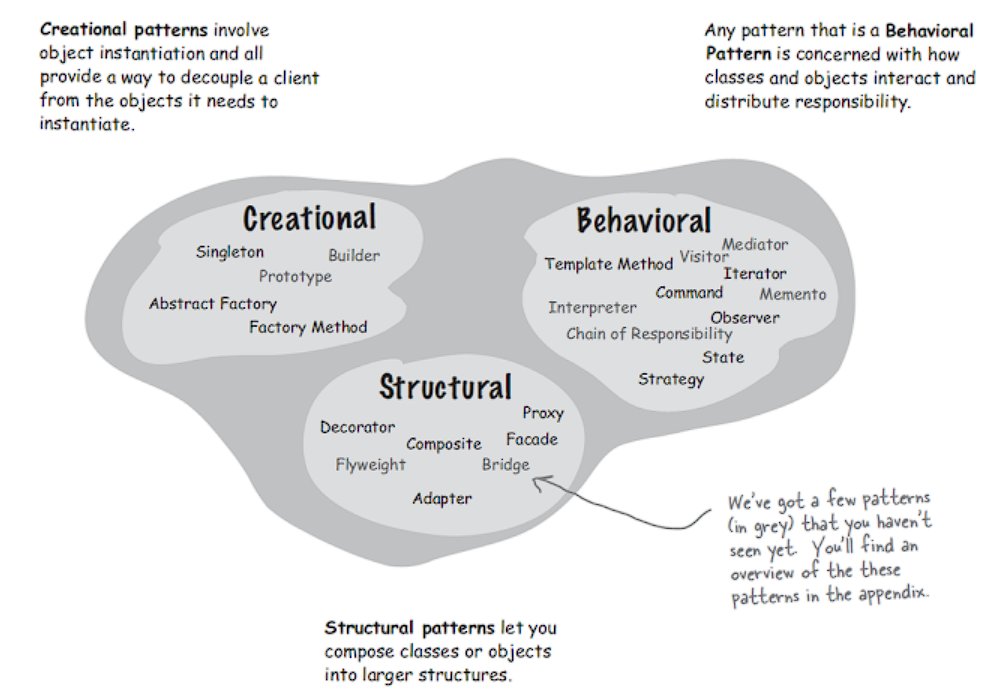 Creational patterns involve
object instantiation and all
provide a way to decouple a client
from the objects it needs to
instantiate.
Any pattern that is a Behavioral
Pattern is concerned with how
classes and objects interact and
distribute responsibility.
Creational
Singleton
Builder
Prototype
Abstract Factory
Factory Method
Behavioral
Mediator
Visitor
Template Method
Iterator
Command
Memento
Interpreter
Observer
Chain of Responsibility
State
Strategy
Structural
Proxy
Decorator
Composite
Facade
Flyweight
Bridge
Adapter
We've got a few patterns
(in grey) that you haven't
seen yet. You'll find an
overview of the these
patterns in the appendix.
Structural patterns let you
compose classes or objects
into larger structures.